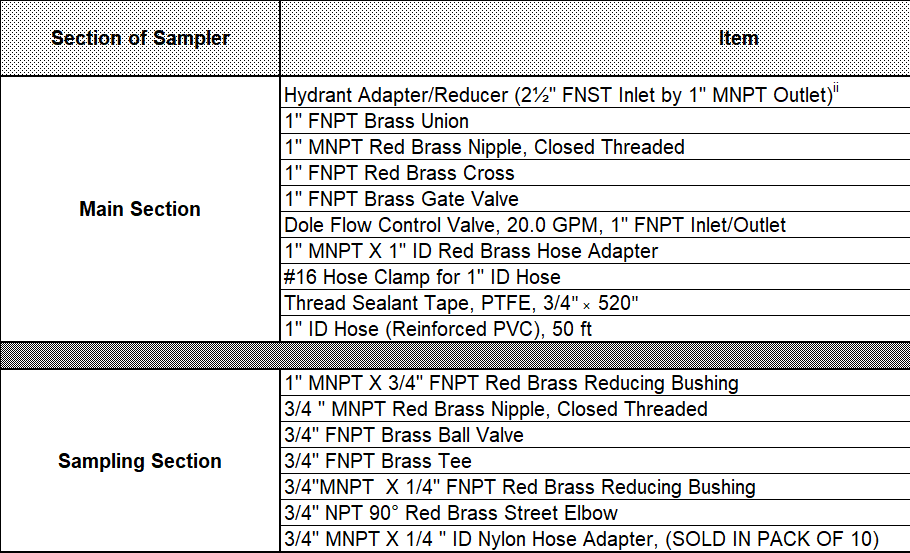 Section of Sampler Item
Hydrant Adapter/Reducer (2½" FNST Inlet by 1" MNPT Outlet)ii
1" FNPT Brass Union
1" MNPT Red Brass Nipple, Closed Threaded
1" FNPT Red Brass Cross
1" FNPT Brass Gate Valve
Main Section
Dole Flow Control Valve, 20.0 GPM, 1" FNPT Inlet/Outlet
1" MNPT X 1" ID Red Brass Hose Adapter
#16 Hose Clamp for 1" ID Hose
Thread Sealant Tape, PTFE, 3/4" × 520"
1" ID Hose (Reinforced PVC), 50 ft
1" MNPT X 3/4" FNPT Red Brass Reducing Bushing
3/4 " MNPT Red Brass Nipple, Closed Threaded
3/4" FNPT Brass Ball Valve
Sampling Section
3/4" FNPT Brass Tee
3/4"MNPT  X 1/4" FNPT Red Brass Reducing Bushing
3/4" NPT 90° Red Brass Street Elbow
3/4" MNPT X 1/4 " ID Nylon Hose Adapter, (SOLD IN PACK OF 10)